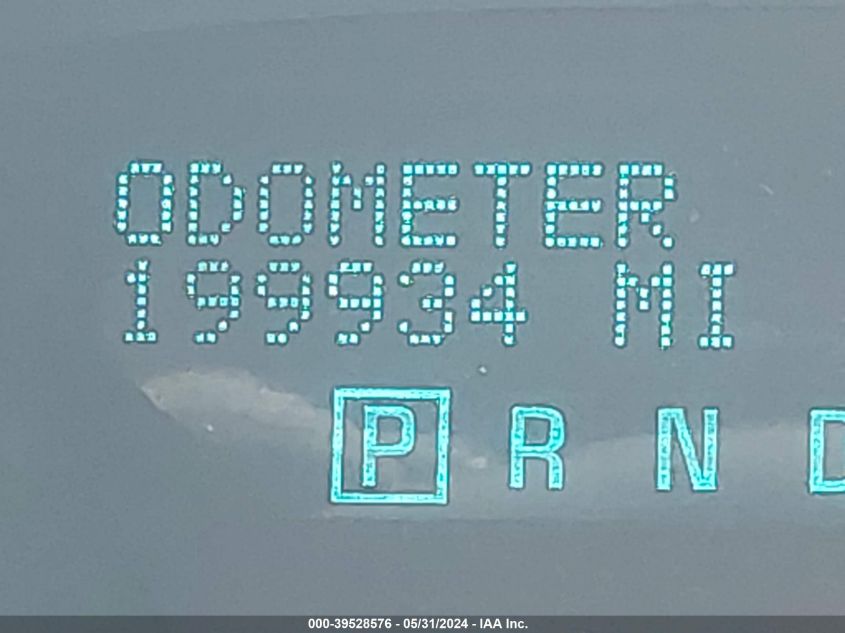 ODOMETER
199934 MI
P R N D
000-39528576 - 05/31/2024 - IAA Inc.